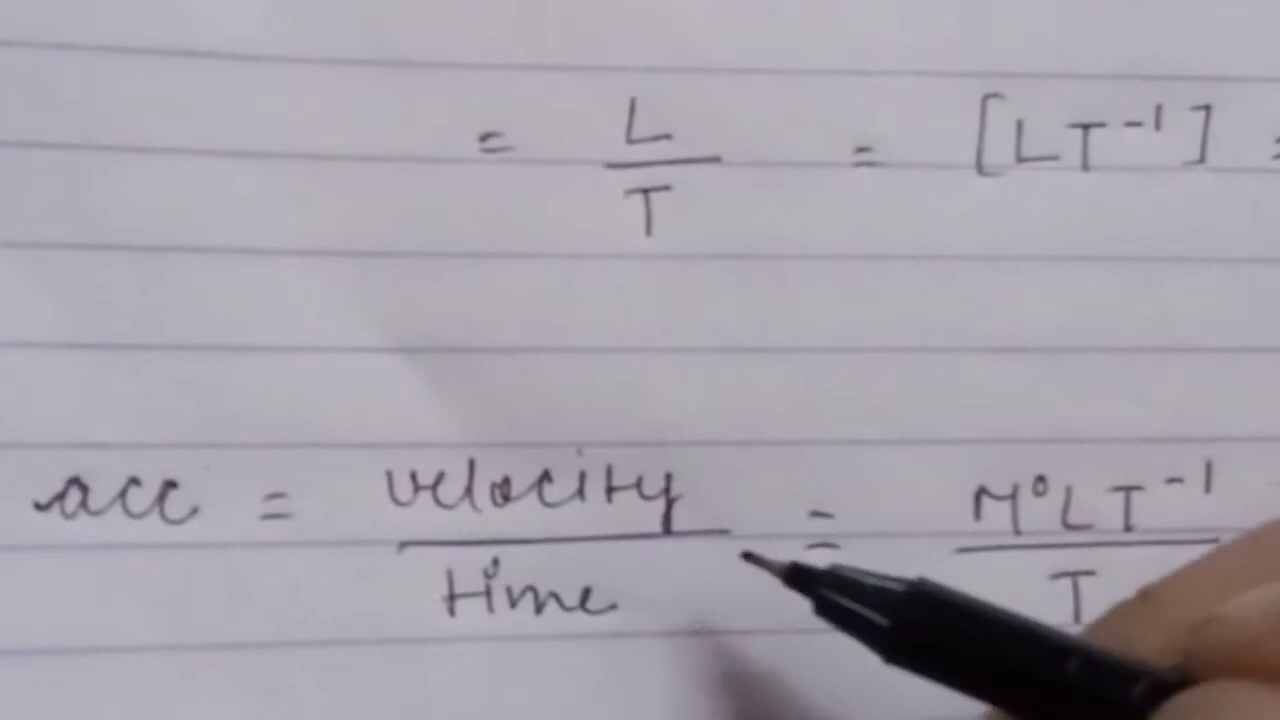 = L/T = [LT⁻¹] =
acc = velocity/time = M⁰LT⁻¹/T